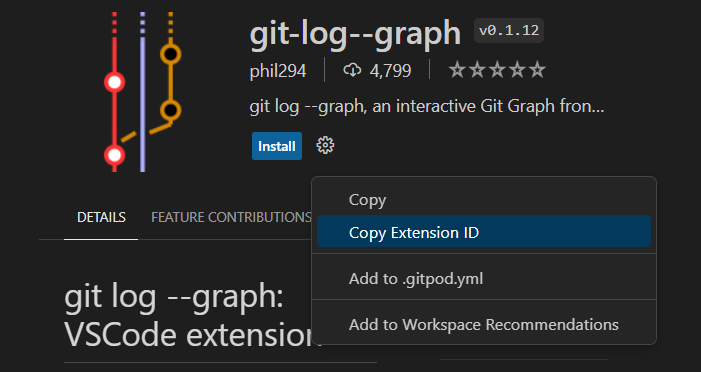 git-log--graph v0.1.12
phil294 4,799
git log --graph, an interactive Git Graph fron…
Install
Copy
DETAILS FEATURE CONTRIBUTIONS
Copy Extension ID
Add to .gitpod.yml
git log --graph:
Add to Workspace Recommendations
VSCode extension